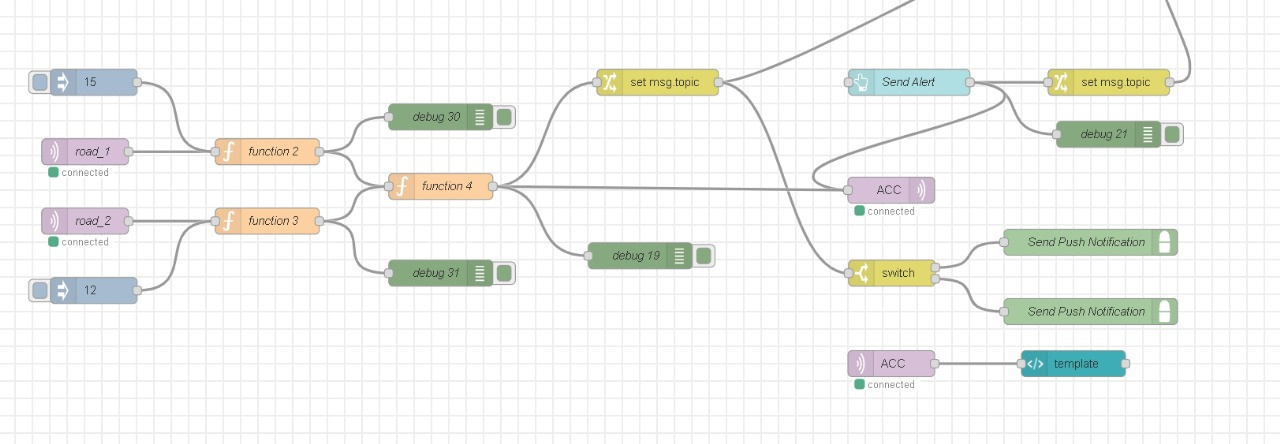 15
set msg.topic
Send Alert
set msg.topic
debug 30
debug 21
road_1
function 2
connected
function 4
ACC
connected
road_2
function 3
connected
Send Push Notification
debug 19
debug 31
switch
12
Send Push Notification
ACC
template
connected